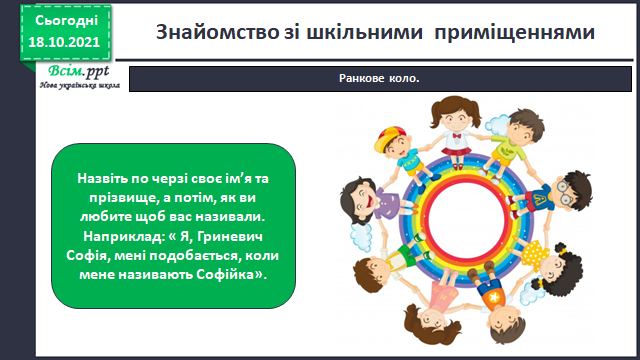 Сьогодні
18.10.2021
Знайомство зі шкільними приміщеннями
Всім.ppt
Нова українська школа
Ранкове коло.
Назвіть по черзі своє ім’я та
прізвище, а потім, як ви
любите щоб вас називали.
Наприклад: « Я, Гриневич
Софія, мені подобається, коли
мене називають Софійка».